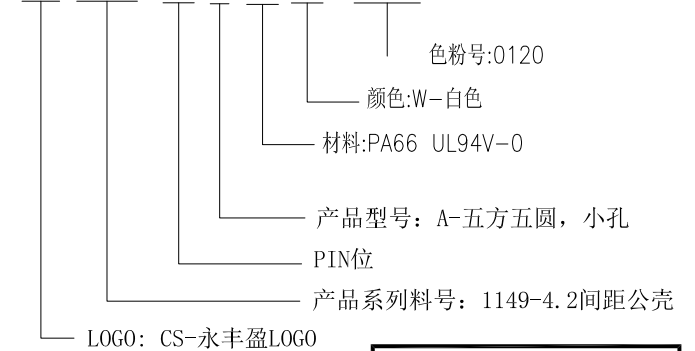 色粉号:0120
颜色:W-白色
材料:PA66 UL94V-0
产品型号：A-五方五圆，小孔
PIN位
产品系列料号：1149-4.2间距公壳
LOGO: CS-永丰盈LOGO